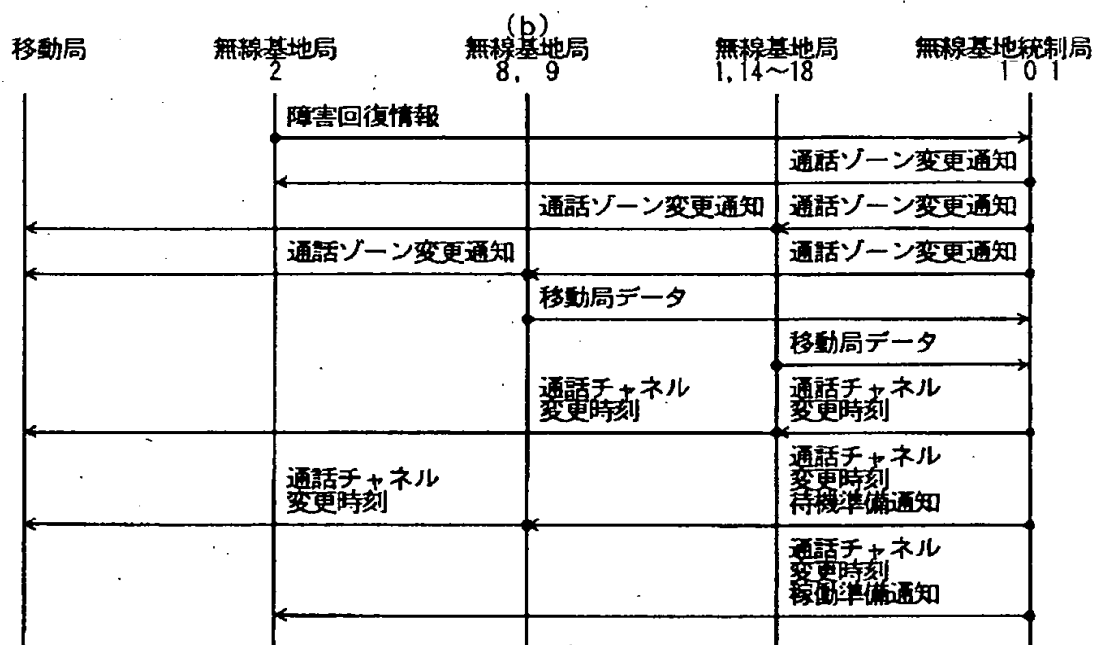 (b)
移動局 無線基地局 無線基地局 無線基地局 無線基地統制局
2 8, 9 1,14～18 101
障害回復情報
通話ゾーン変更通知
通話ゾーン変更通知 通話ゾーン変更通知
通話ゾーン変更通知 通話ゾーン変更通知
移動局データ
移動局データ
通話チャネル 通話チャネル
変更時刻 変更時刻
通話チャネル
通話チャネル 変更時刻
変更時刻 待機準備通知
通話チャネル
変更時刻
稼働準備通知